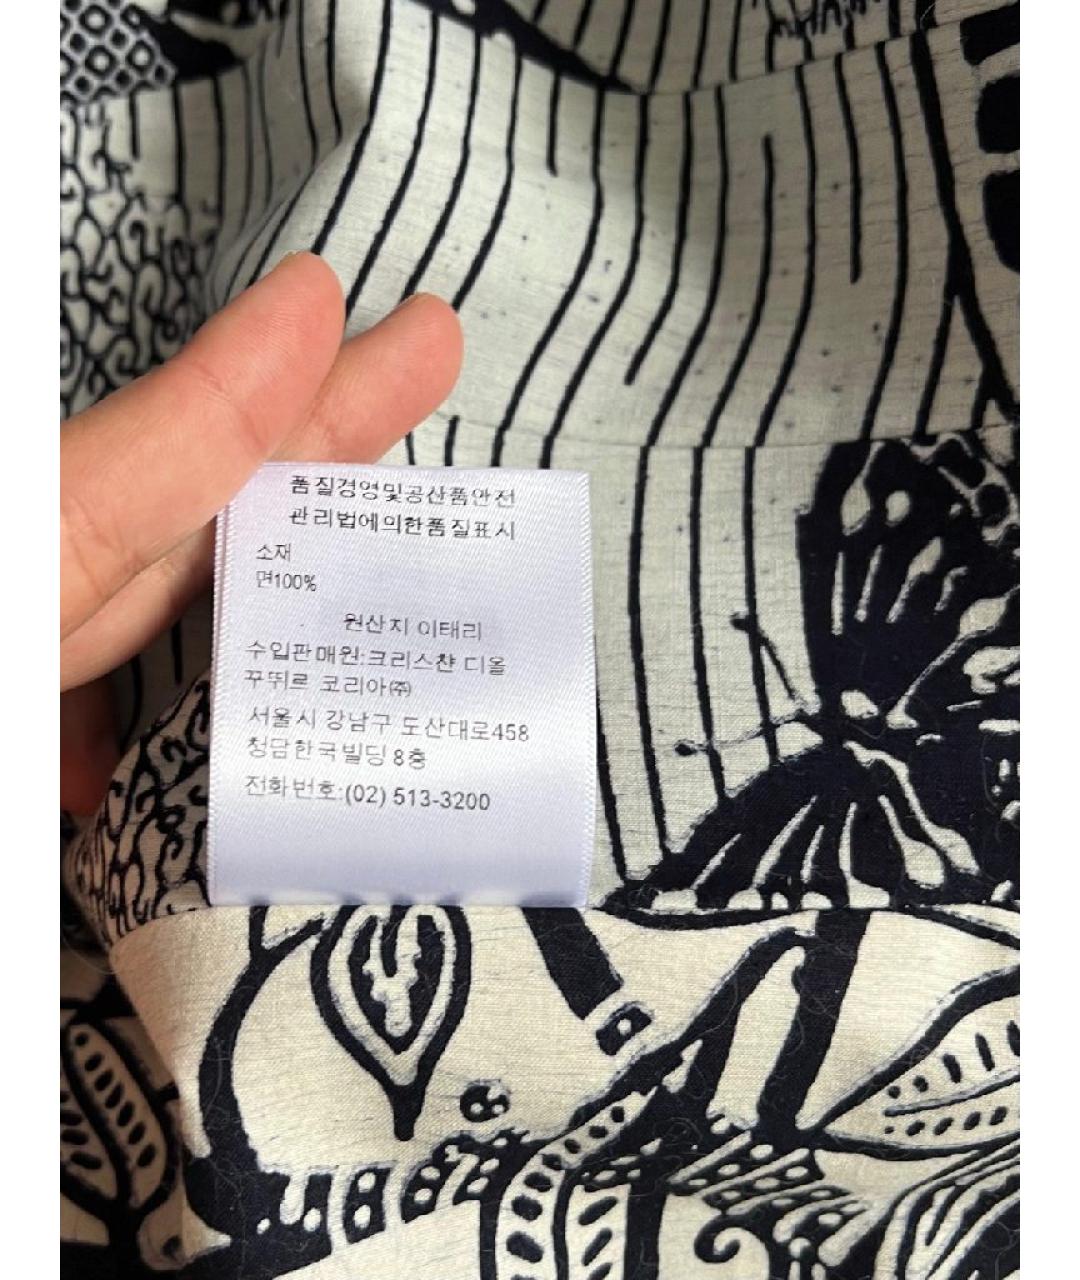 품질경영및공산품안전
관리법에의한품질표시
소재
면100%
원산지 이태리
수입판매원:크리스챤 디올
꾸뛰르 코리아㈜
서울시 강남구 도산대로458
청담한국빌딩 8층
전화번호:(02) 513-3200